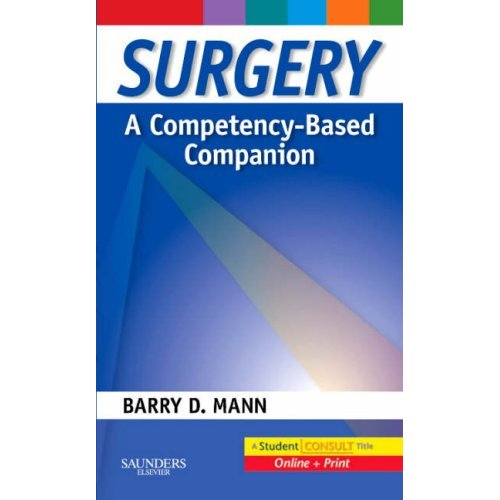 SURGERY
A Competency-Based
Companion
BARRY D. MANN
A Student CONSULT Title
Online + Print
SAUNDERS
ELSEVIER